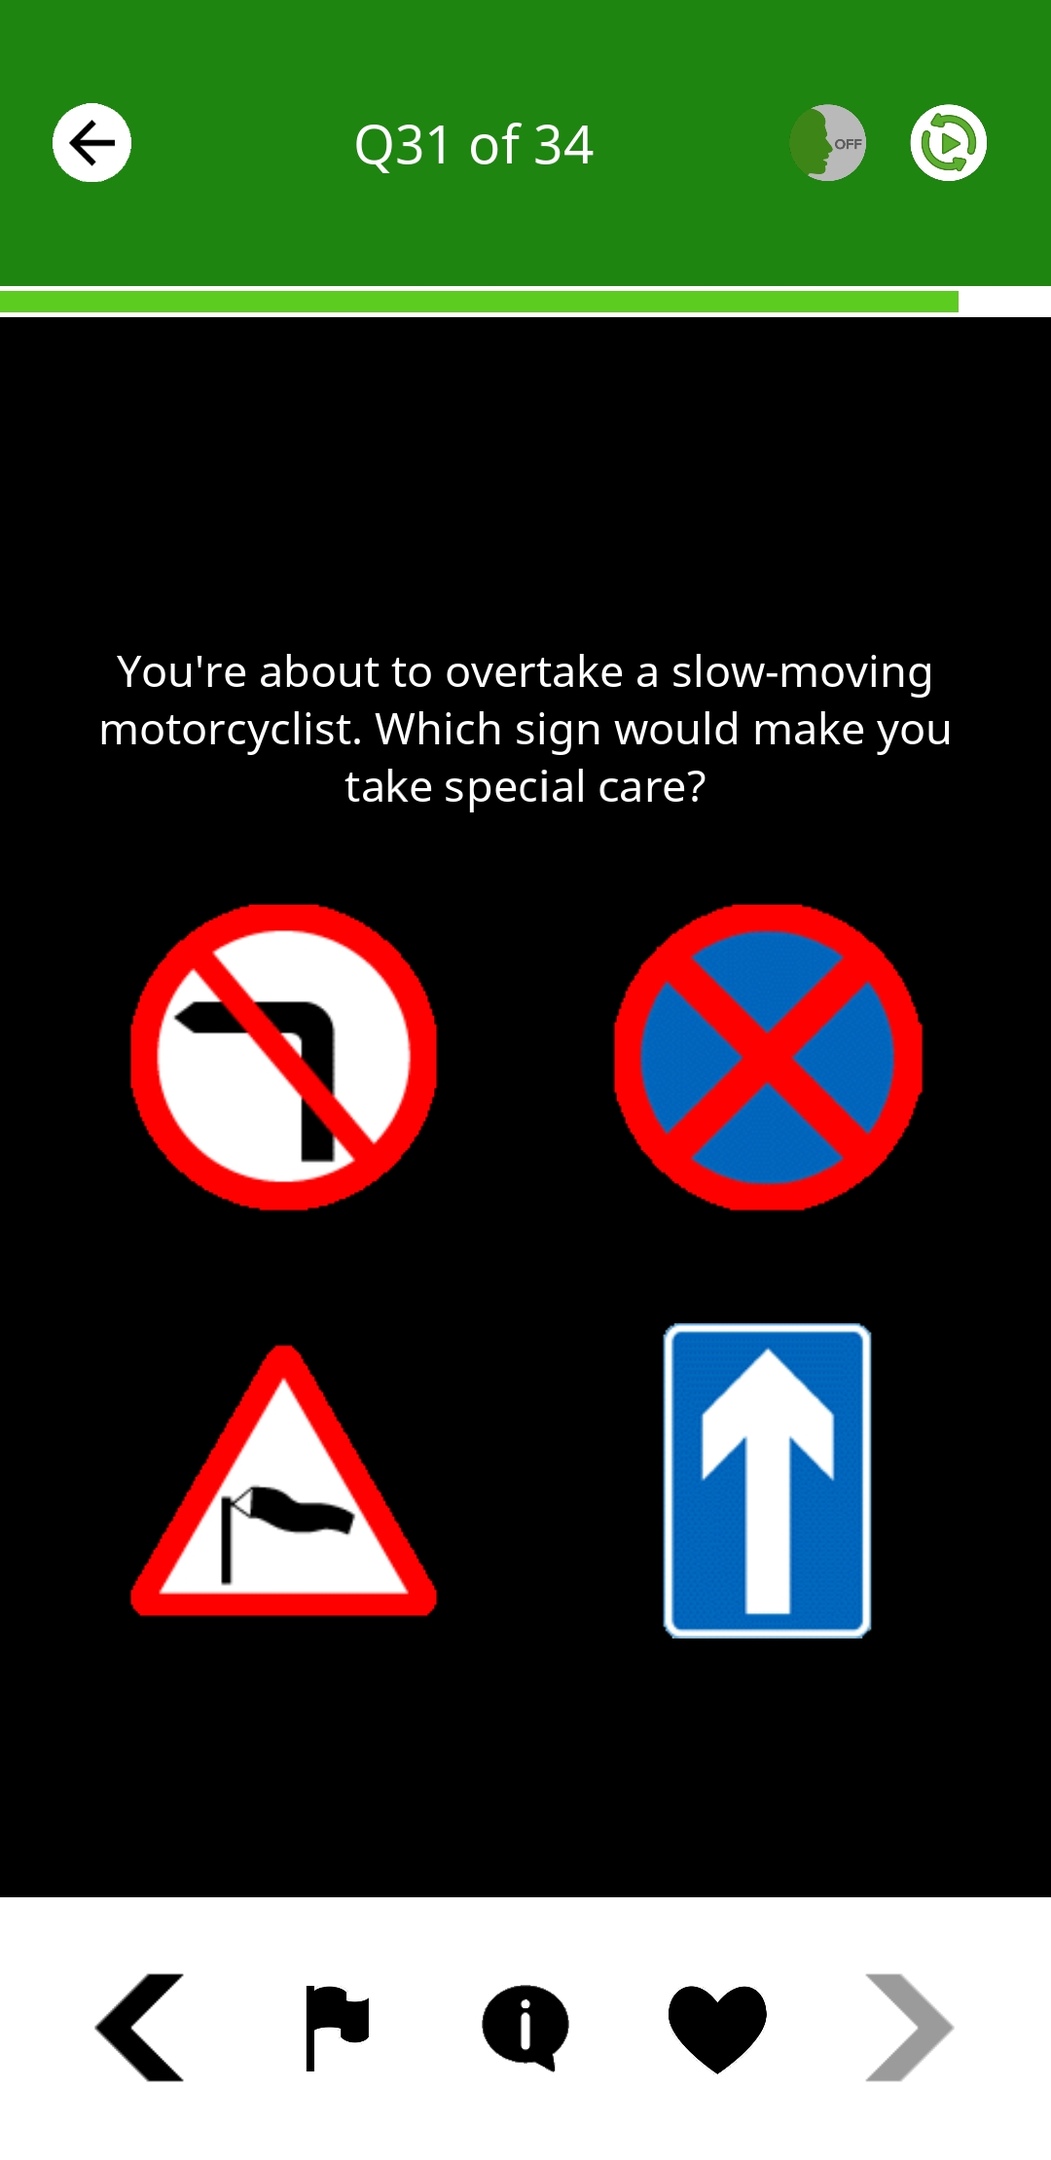 Q31 of 34
OFF
You're about to overtake a slow-moving
motorcyclist. Which sign would make you
take special care?